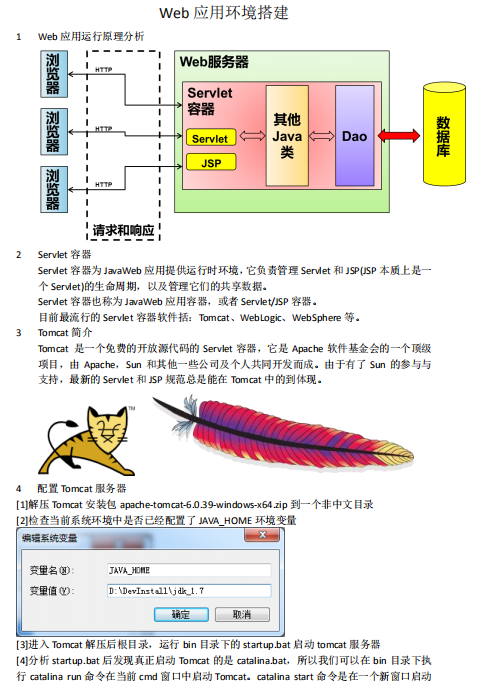 Web 应用环境搭建
1 Web 应用运行原理分析
浏览器
HTTP
浏览器
HTTP
浏览器
HTTP
请求和响应
Web服务器
Servlet
容器
Servlet
JSP
其他
Java
类
Dao
数据库
2 Servlet 容器
Servlet 容器为 JavaWeb 应用提供运行时环境，它负责管理 Servlet 和 JSP(JSP 本质上是一
个 Servlet)的生命周期，以及管理它们的共享数据。
Servlet 容器也称为 JavaWeb 应用容器，或者 Servlet/JSP 容器。
目前最流行的 Servlet 容器软件括：Tomcat、WebLogic、WebSphere 等。
3 Tomcat 简介
Tomcat 是一个免费的开放源代码的 Servlet 容器，它是 Apache 软件基金会的一个顶级
项目，由 Apache，Sun 和其他一些公司及个人共同开发而成。由于有了 Sun 的参与与
支持，最新的 Servlet 和 JSP 规范总是能在 Tomcat 中的到体现。
TM
4 配置 Tomcat 服务器
[1]解压 Tomcat 安装包 apache-tomcat-6.0.39-windows-x64.zip 到一个非中文目录
[2]检查当前系统环境中是否已经配置了 JAVA_HOME 环境变量
编辑系统变量
变量名(N)： JAVA_HOME
变量值(V)： D:\DevInstall\jdk_1.7
确定 取消
[3]进入 Tomcat 解压后根目录，运行 bin 目录下的 startup.bat 启动 tomcat 服务器
[4]分析 startup.bat 后发现真正启动 Tomcat 的是 catalina.bat，所以我们可以在 bin 目录下执
行 catalina run 命令在当前 cmd 窗口中启动 Tomcat。catalina start 命令是在一个新窗口启动